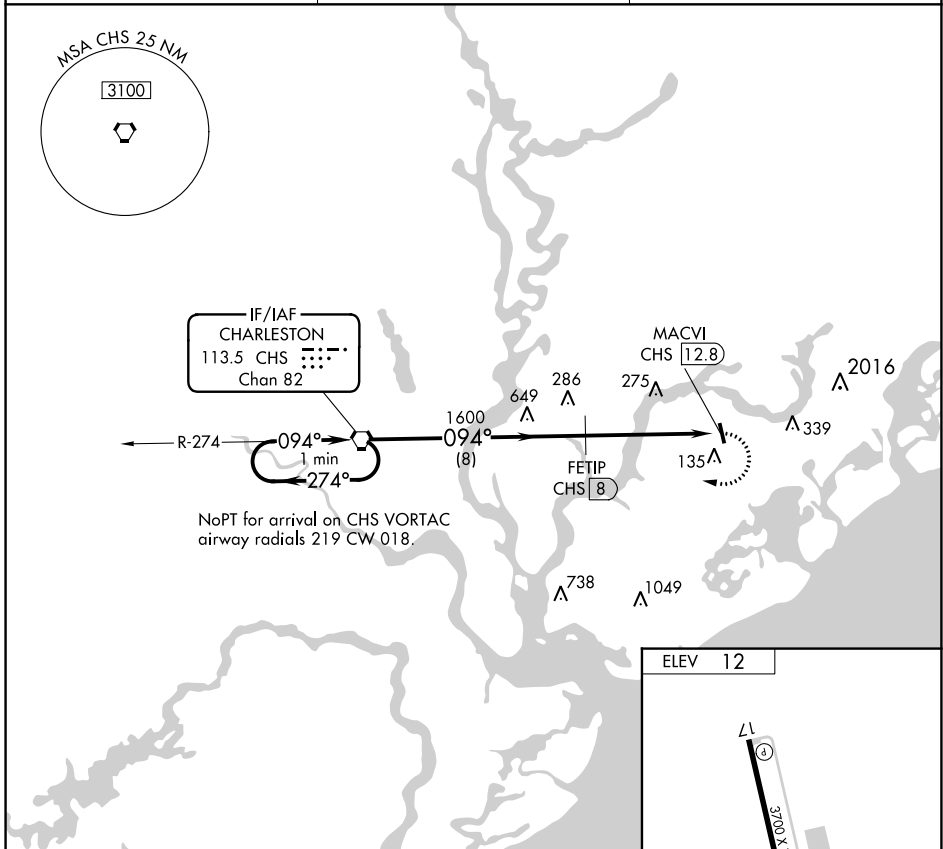 MSA CHS 25 NM
3100
IF/IAF
CHARLESTON
113.5 CHS
Chan 82
MACVI
CHS 12.8
2016
286
275
649
339
1600
R-274
094°
094°
1 min
(8)
135
274°
FETIP
CHS 8
NoPT for arrival on CHS VORTAC
airway radials 219 CW 018.
738
1049
ELEV 12
17
P
3700 X